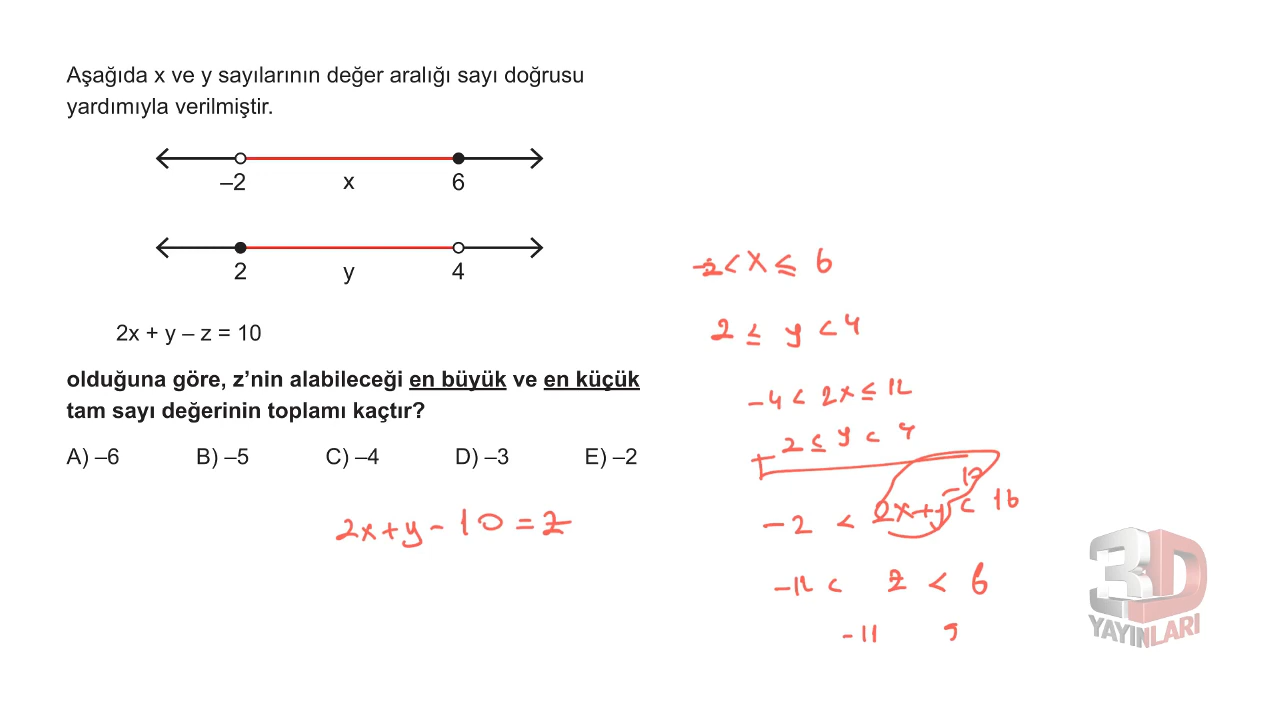 Aşağıda x ve y sayılarının değer aralığı sayı doğrusu
yardımıyla verilmiştir.
–2 x 6
2 y 4
2x + y – z = 10
olduğuna göre, z’nin alabileceği en büyük ve en küçük
tam sayı değerinin toplamı kaçtır?
A) –6 B) –5 C) –4 D) –3 E) –2
2x+y-10=z
-2<x≤6
2≤y<4
-4<2x≤12
+ 2≤y<4
-2<2x+y<16
-12<z<6
-11 5
3D
YAYINLARI